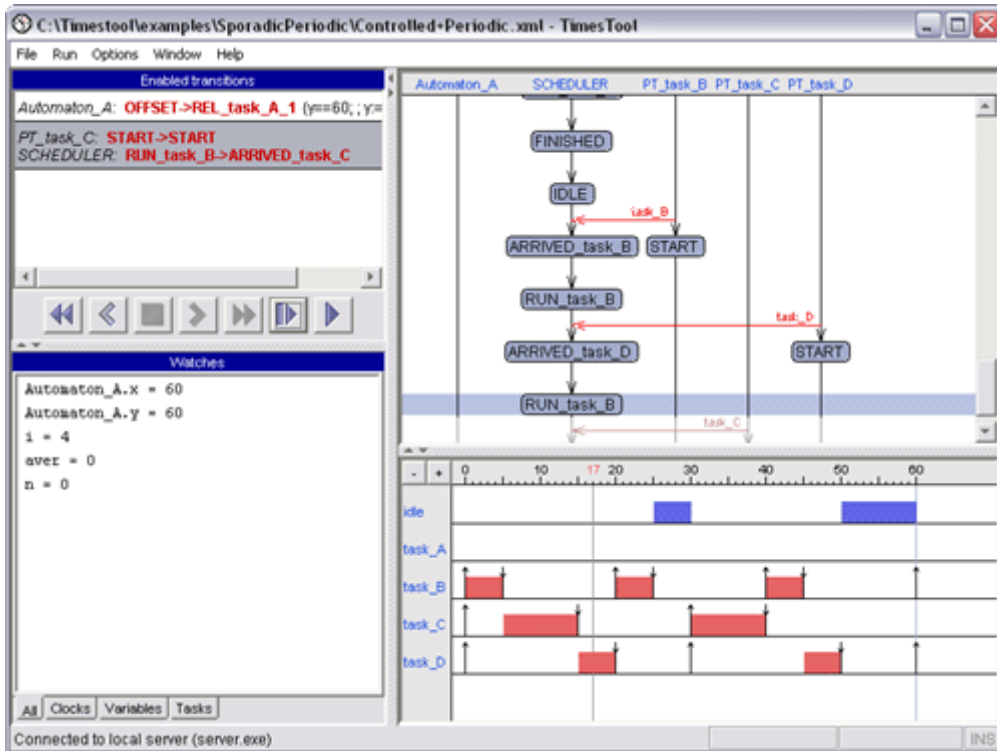 C:\Timestool\examples\SporadicPeriodic\Controlled+Periodic.xml - TimesTool
File Run Options Window Help
Enabled transitions
Automaton_A: OFFSET->REL_task_A_1 (y==60; ; y:=
PT_task_C: START->START
SCHEDULER: RUN_task_B->ARRIVED_task_C
Watches
Automaton_A.x = 60
Automaton_A.y = 60
i = 4
aver = 0
n = 0
All Clocks Variables Tasks
Automaton_A SCHEDULER PT_task_B PT_task_C PT_task_D
FINISHED
IDLE
task_B
ARRIVED_task_B START
RUN_task_B
task_D
ARRIVED_task_D START
RUN_task_B
task_C
- + 0 10 17 20 30 40 50 60
idle
task_A
task_B
task_C
task_D
Connected to local server (server.exe)
INS